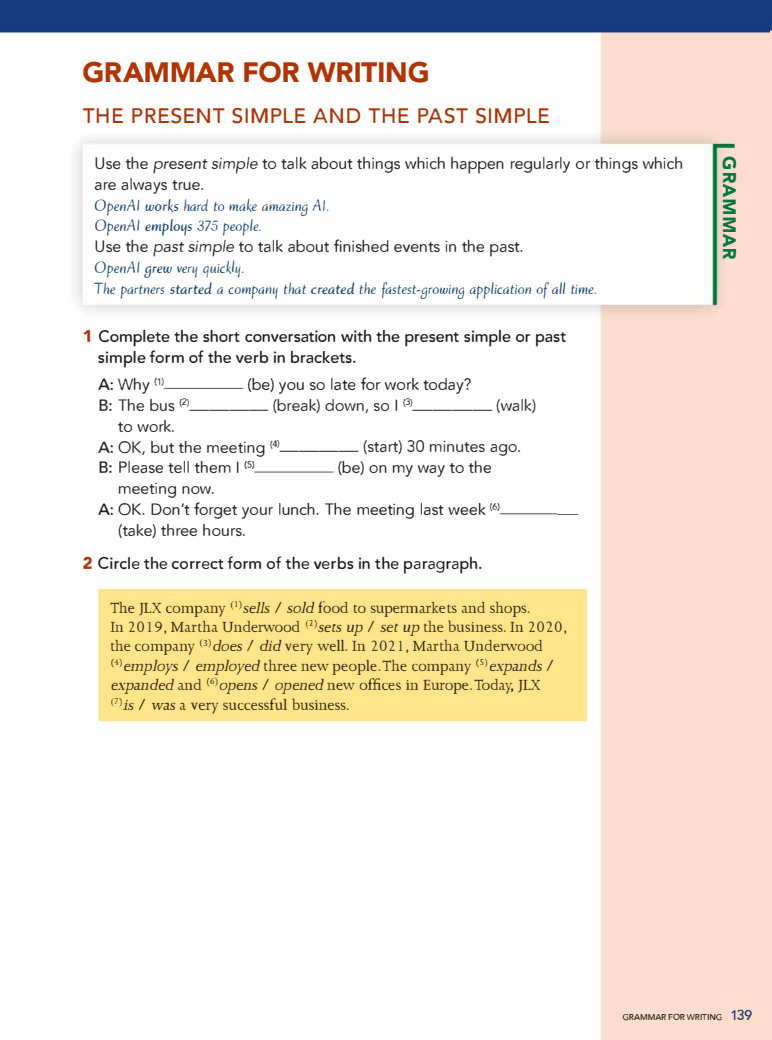 GRAMMAR FOR WRITING
THE PRESENT SIMPLE AND THE PAST SIMPLE
Use the present simple to talk about things which happen regularly or things which
are always true.
OpenAI works hard to make amazing AI.
OpenAI employs 375 people.
Use the past simple to talk about finished events in the past.
OpenAI grew very quickly.
The partners started a company that created the fastest-growing application of all time.
GRAMMAR
1 Complete the short conversation with the present simple or past
simple form of the verb in brackets.
A: Why (1)__________ (be) you so late for work today?
B: The bus (2)__________ (break) down, so I (3)__________ (walk)
to work.
A: OK, but the meeting (4)__________ (start) 30 minutes ago.
B: Please tell them I (5)__________ (be) on my way to the
meeting now.
A: OK. Don't forget your lunch. The meeting last week (6)__________
(take) three hours.
2 Circle the correct form of the verbs in the paragraph.
The JLX company (1)sells / sold food to supermarkets and shops.
In 2019, Martha Underwood (2)sets up / set up the business. In 2020,
the company (3)does / did very well. In 2021, Martha Underwood
(4)employs / employed three new people. The company (5)expands /
expanded and (6)opens / opened new offices in Europe. Today, JLX
(7)is / was a very successful business.
GRAMMAR FOR WRITING 139